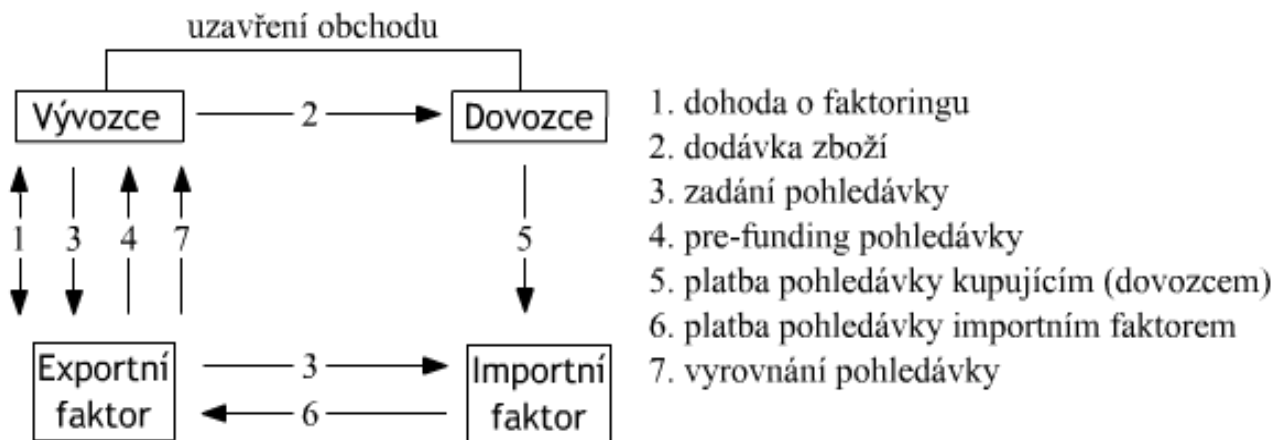 uzavření obchodu
Vývozce
2
Dovozce
1
3
4
7
5
Exportní
faktor
3
6
Importní
faktor
1. dohoda o faktoringu
2. dodávka zboží
3. zadání pohledávky
4. pre-funding pohledávky
5. platba pohledávky kupujícím (dovozcem)
6. platba pohledávky importním faktorem
7. vyrovnání pohledávky